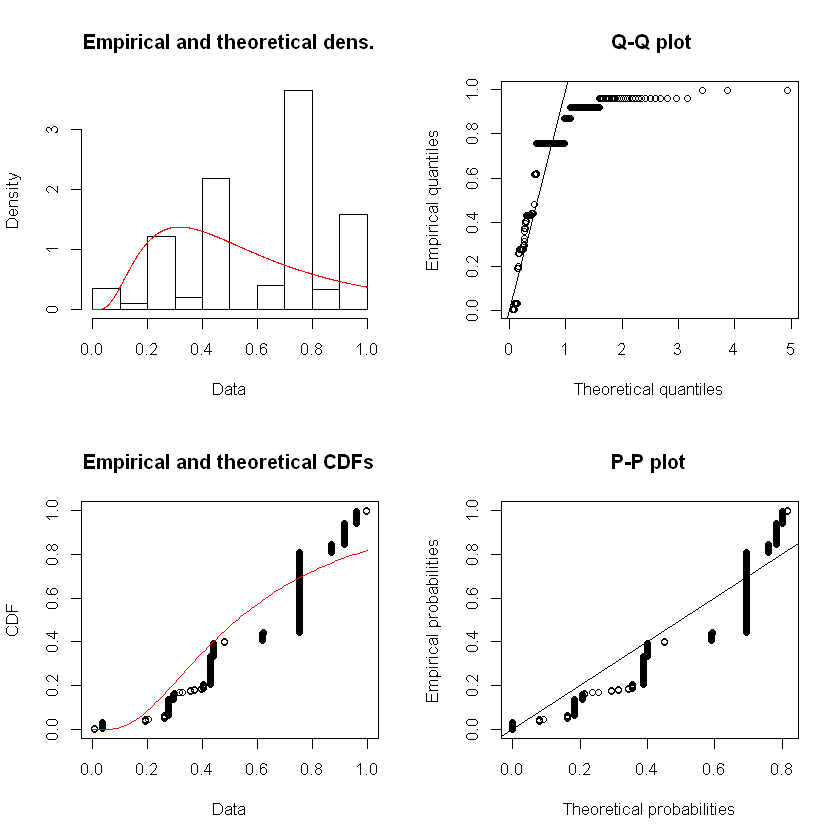 Empirical and theoretical dens.
Density
0 1 2 3
0.0 0.2 0.4 0.6 0.8 1.0
Data
Q-Q plot
Empirical quantiles
0.0 0.2 0.4 0.6 0.8 1.0
0 1 2 3 4 5
Theoretical quantiles
Empirical and theoretical CDFs
CDF
0.0 0.2 0.4 0.6 0.8 1.0
0.0 0.2 0.4 0.6 0.8 1.0
Data
P-P plot
Empirical probabilities
0.0 0.2 0.4 0.6 0.8 1.0
0.0 0.2 0.4 0.6 0.8
Theoretical probabilities